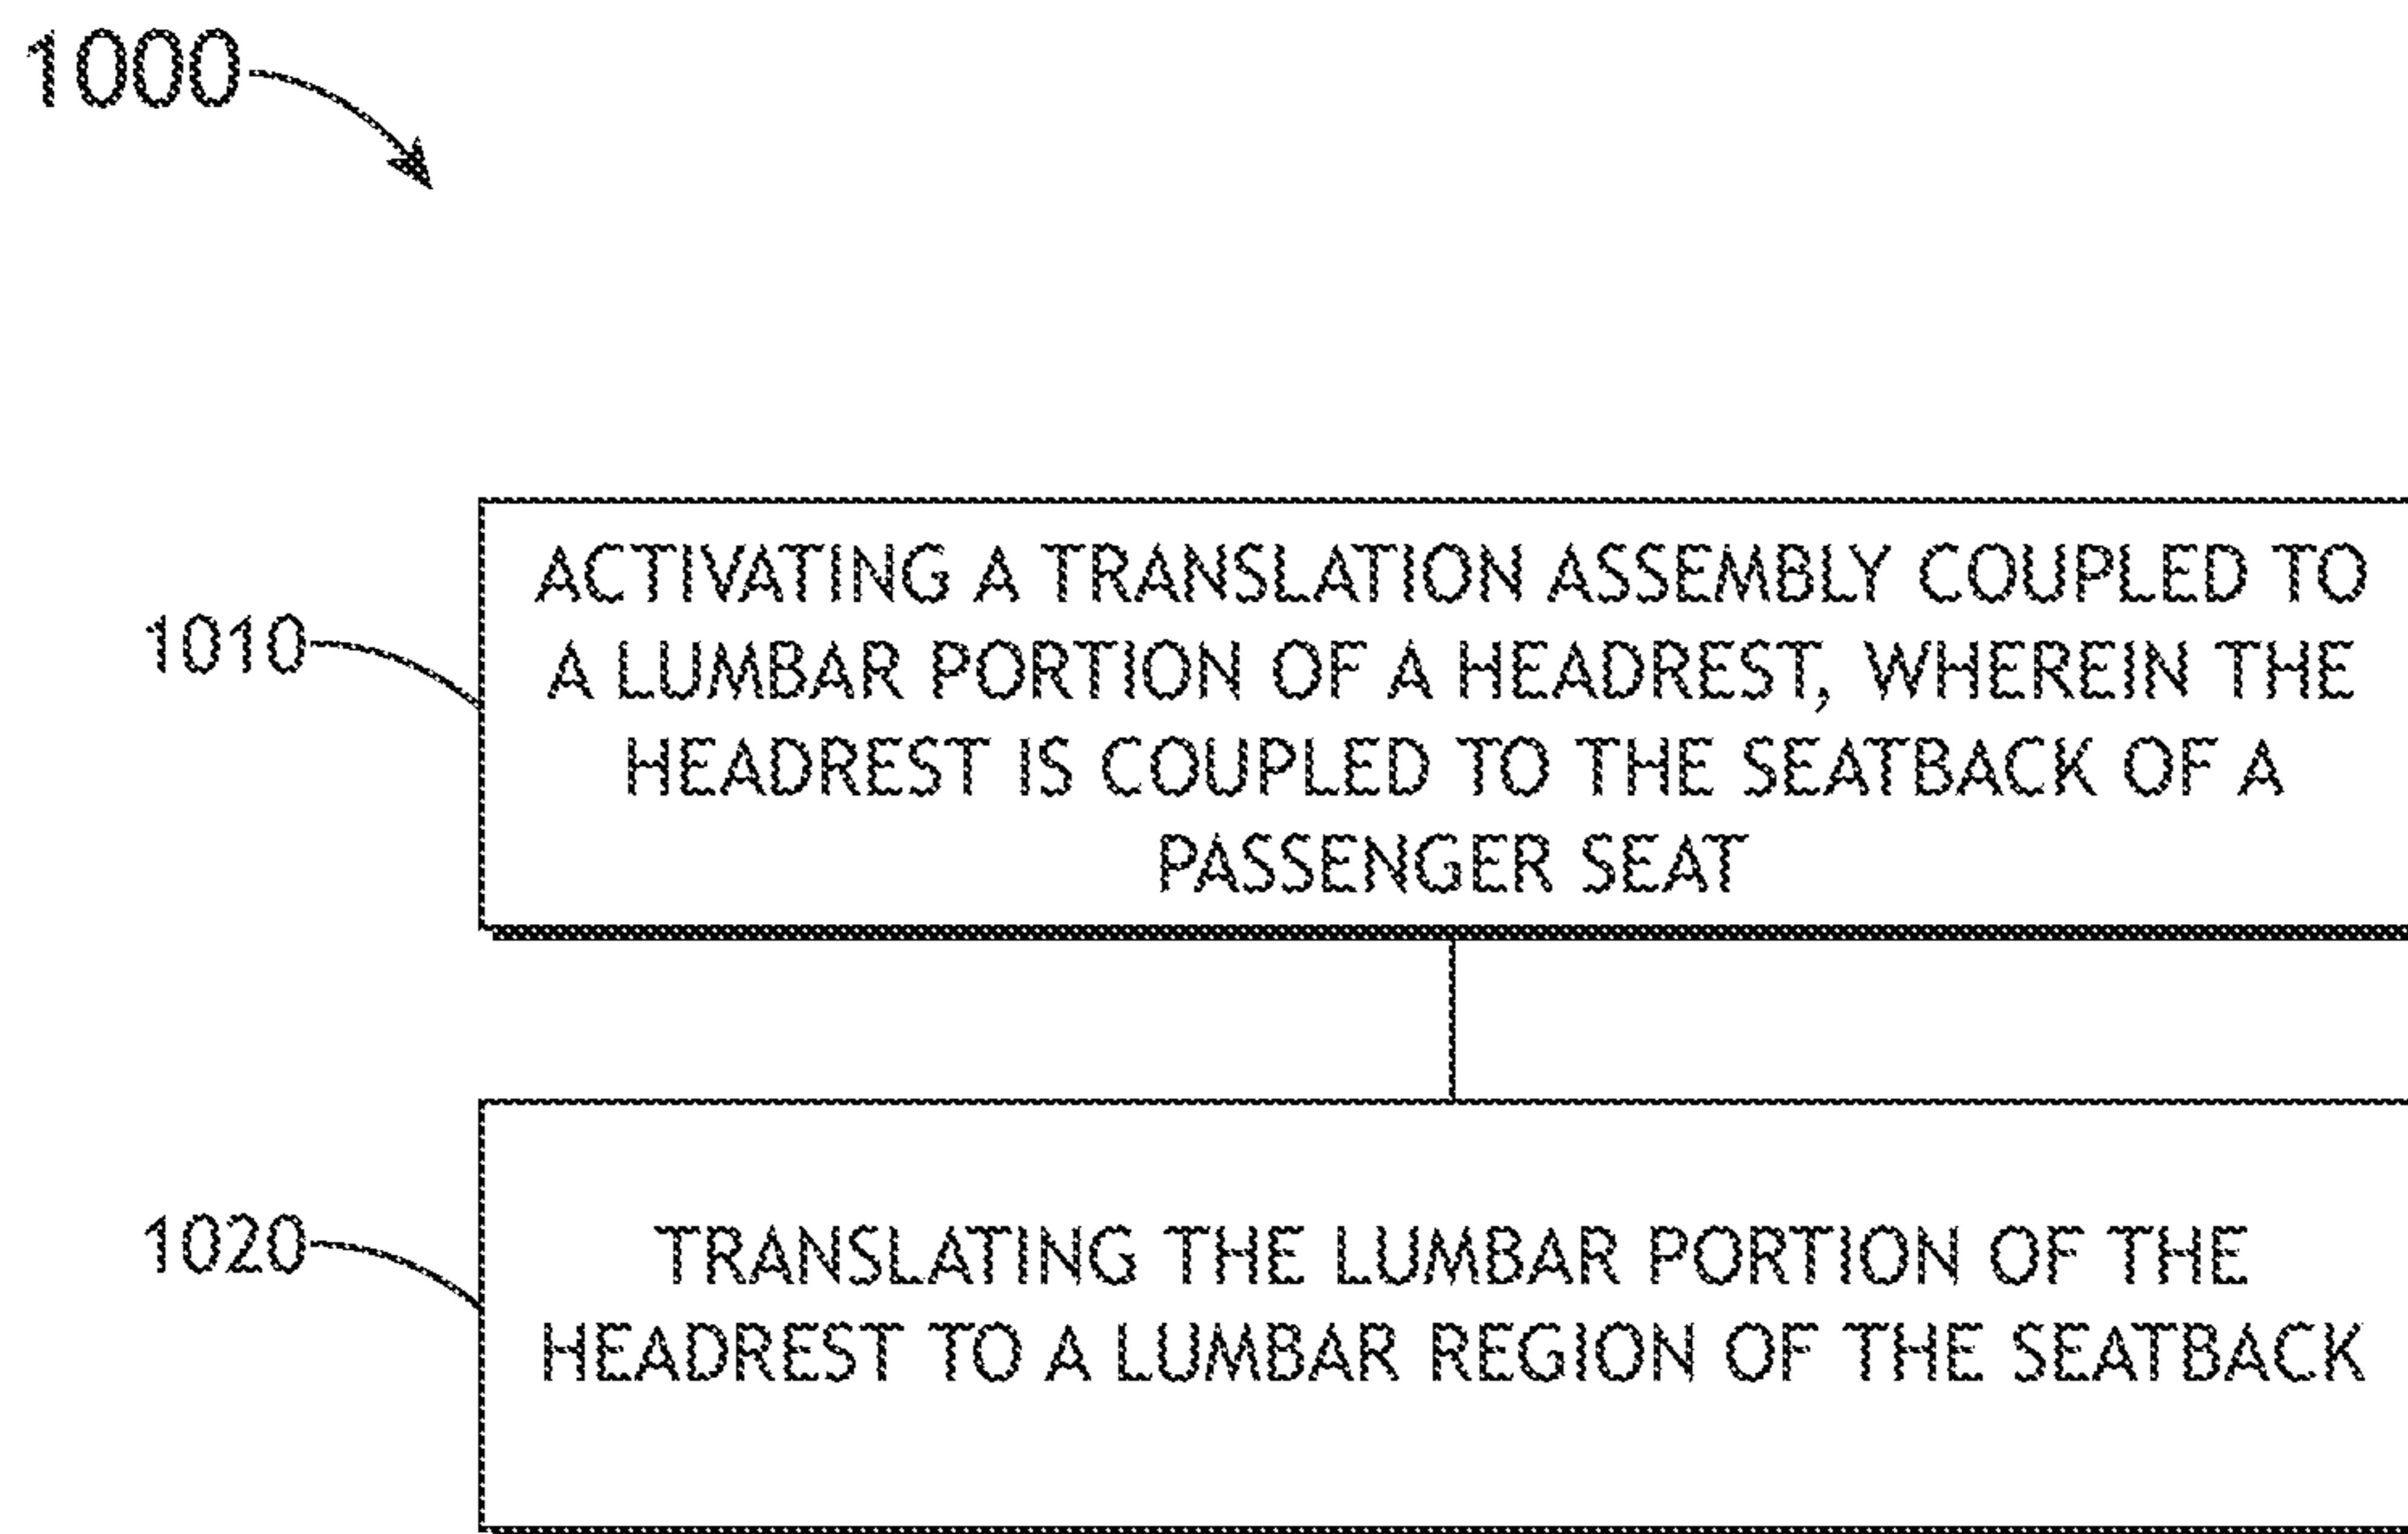 1000
1010
ACTIVATING A TRANSLATION ASSEMBLY COUPLED TO
A LUMBAR PORTION OF A HEADREST, WHEREIN THE
HEADREST IS COUPLED TO THE SEATBACK OF A
PASSENGER SEAT
1020
TRANSLATING THE LUMBAR PORTION OF THE
HEADREST TO A LUMBAR REGION OF THE SEATBACK